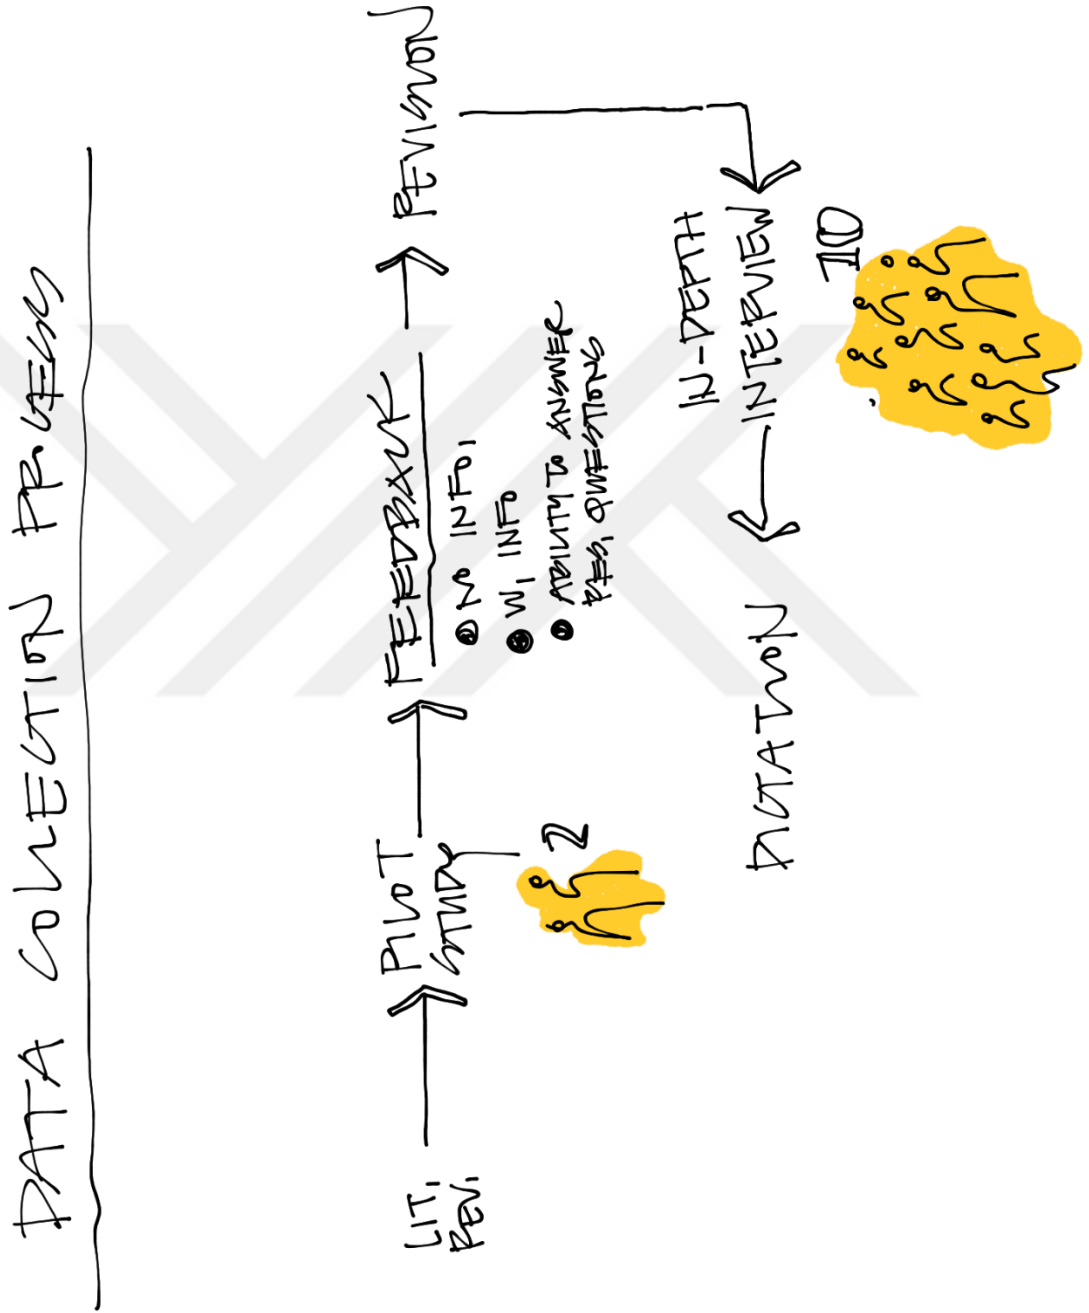 DATA COLLECTION PROCESS
LIT.
REV.
PILOT
STUDY
2
FEEDBACK
NO INFO.
W, INFO
ABILITY TO ANSWER
RES. QUESTIONS
REVISION
IN-DEPTH
INTERVIEW
10
DICTATION